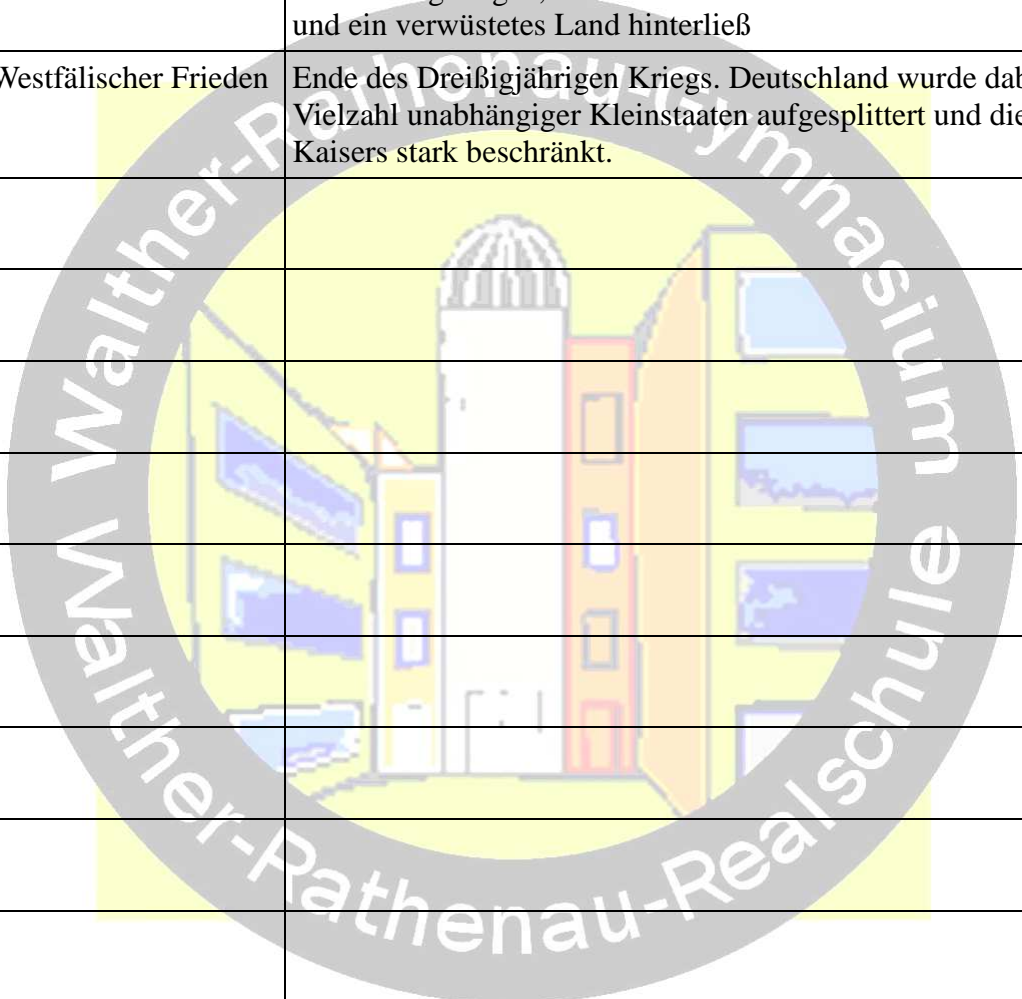 und ein verwüstetes Land hinterließ
Westfälischer Frieden
Ende des Dreißigjährigen Kriegs. Deutschland wurde
Vielzahl unabhängiger Kleinstaaten aufgesplittert und die
Kaisers stark beschränkt.
Walther-Rathenau-Gymnasium
Walther-Rathenau-Realschule